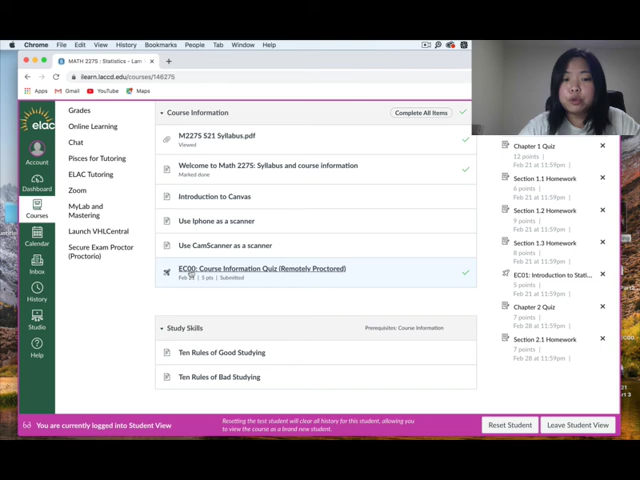 Chrome File Edit View History Bookmarks People Tab Window Help
MATH 227S : Statistics - Lam
ilearn.laccd.edu/courses/146275
Apps Gmail YouTube Maps
elac
Account
Dashboard
Courses
Calendar
Inbox
History
Studio
Help
Grades
Online Learning
Chat
Pisces for Tutoring
ELAC Tutoring
Zoom
MyLab and
Mastering
Launch VHLCentral
Secure Exam Proctor
(Proctorio)
Course Information
Complete All Items
M227S S21 Syllabus.pdf
Viewed
Welcome to Math 227S: Syllabus and course information
Marked done
Introduction to Canvas
Use Iphone as a scanner
Use CamScanner as a scanner
EC00: Course Information Quiz (Remotely Proctored)
5 pts | Submitted
Study Skills
Prerequisites: Course Information
Ten Rules of Good Studying
Ten Rules of Bad Studying
Chapter 1 Quiz
12 points |
Feb 21 at 11:59pm
Section 1.1 Homework
6 points |
Feb 21 at 11:59pm
Section 1.2 Homework
9 points |
Feb 21 at 11:59pm
Section 1.3 Homework
8 points |
Feb 21 at 11:59pm
EC01: Introduction to Stati...
5 points |
Feb 21 at 11:59pm
Chapter 2 Quiz
7 points |
Feb 28 at 11:59pm
Section 2.1 Homework
7 points |
Feb 28 at 11:59pm
You are currently logged into Student View
Resetting the test student will clear all history for this student, allowing you
to view the course as a brand new student.
Reset Student
Leave Student View